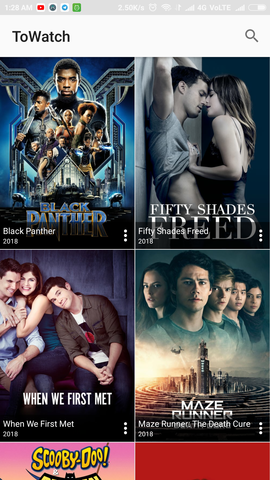 1:28 AM 2.50K/s 4G VoLTE
ToWatch
BLACK
PANTHER
Black Panther
2018
FIFTY SHADES
FREED
Fifty Shades Freed
2018
WHEN WE FIRST MET
When We First Met
2018
MAZE
RUNNER
Maze Runner: The Death Cure
2018
SCOOBY-DOO!